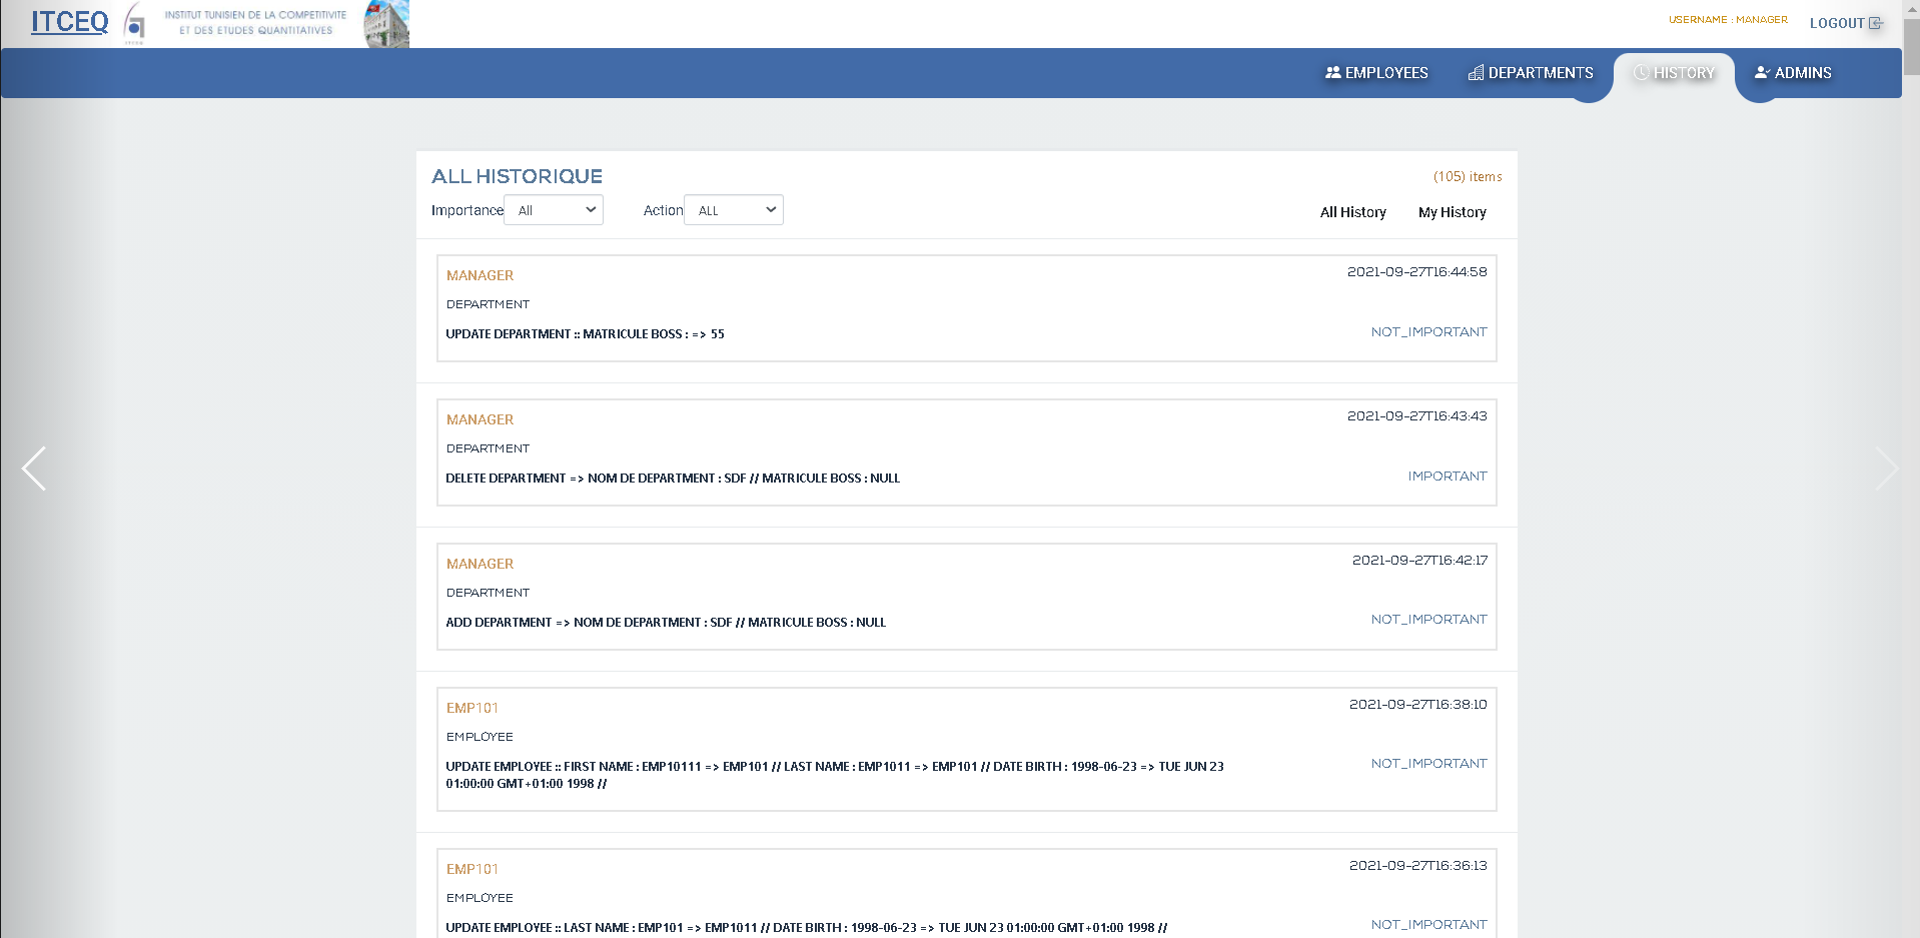 ITCEQ
INSTITUT TUNISIEN DE LA COMPETITIVITE
ET DES ETUDES QUANTITATIVES
ITCEQ
USERNAME : MANAGER
LOGOUT
EMPLOYEES
DEPARTMENTS
HISTORY
ADMINS
ALL HISTORIQUE
(105) items
Importance All
Action ALL
All History
My History
MANAGER
2021-09-27T16:44:58
DEPARTMENT
UPDATE DEPARTMENT :: MATRICULE BOSS : => 55
NOT_IMPORTANT
MANAGER
2021-09-27T16:43:43
DEPARTMENT
DELETE DEPARTMENT => NOM DE DEPARTMENT : SDF // MATRICULE BOSS : NULL
IMPORTANT
MANAGER
2021-09-27T16:42:17
DEPARTMENT
ADD DEPARTMENT => NOM DE DEPARTMENT : SDF // MATRICULE BOSS : NULL
NOT_IMPORTANT
EMP101
2021-09-27T16:38:10
EMPLOYEE
UPDATE EMPLOYEE :: FIRST NAME : EMP10111 => EMP101 // LAST NAME : EMP1011 => EMP101 // DATE BIRTH : 1998-06-23 => TUE JUN 23
01:00:00 GMT+01:00 1998 //
NOT_IMPORTANT
EMP101
2021-09-27T16:36:13
EMPLOYEE
UPDATE EMPLOYEE :: LAST NAME : EMP101 => EMP1011 // DATE BIRTH : 1998-06-23 => TUE JUN 23 01:00:00 GMT+01:00 1998 //
NOT_IMPORTANT